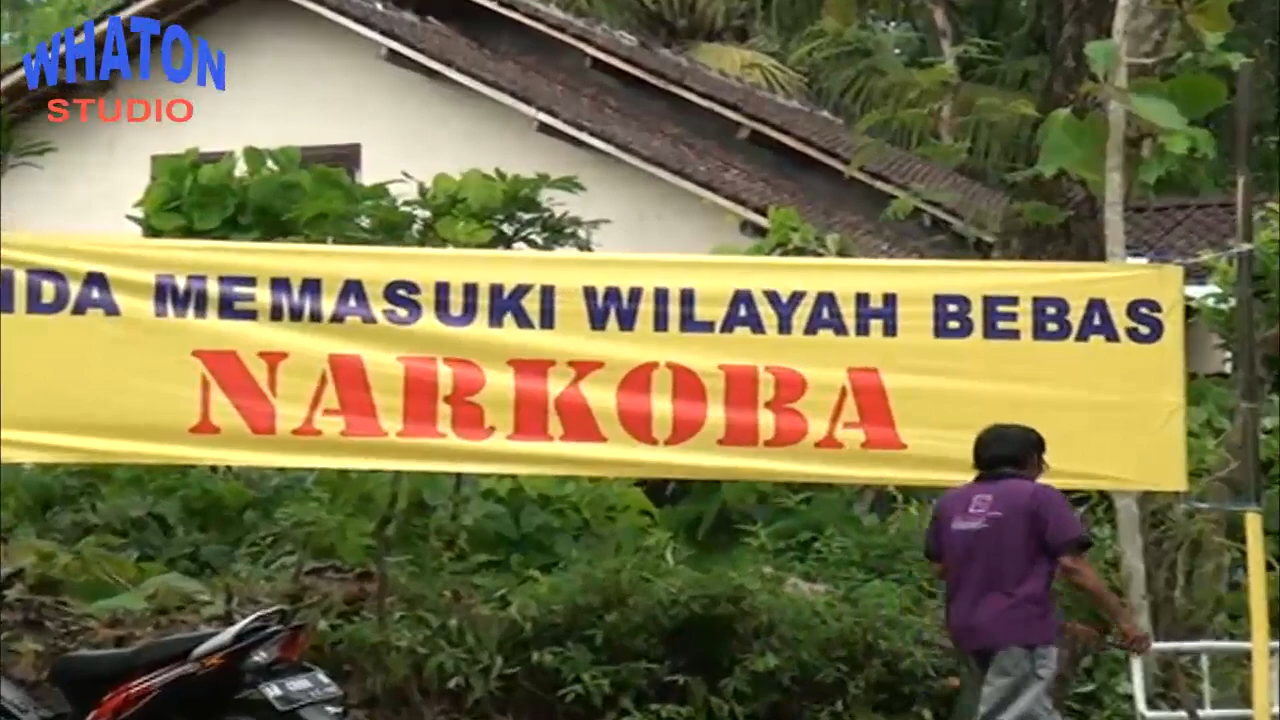 WHATON
STUDIO
NDA MEMASUKI WILAYAH BEBAS
NARKOBA